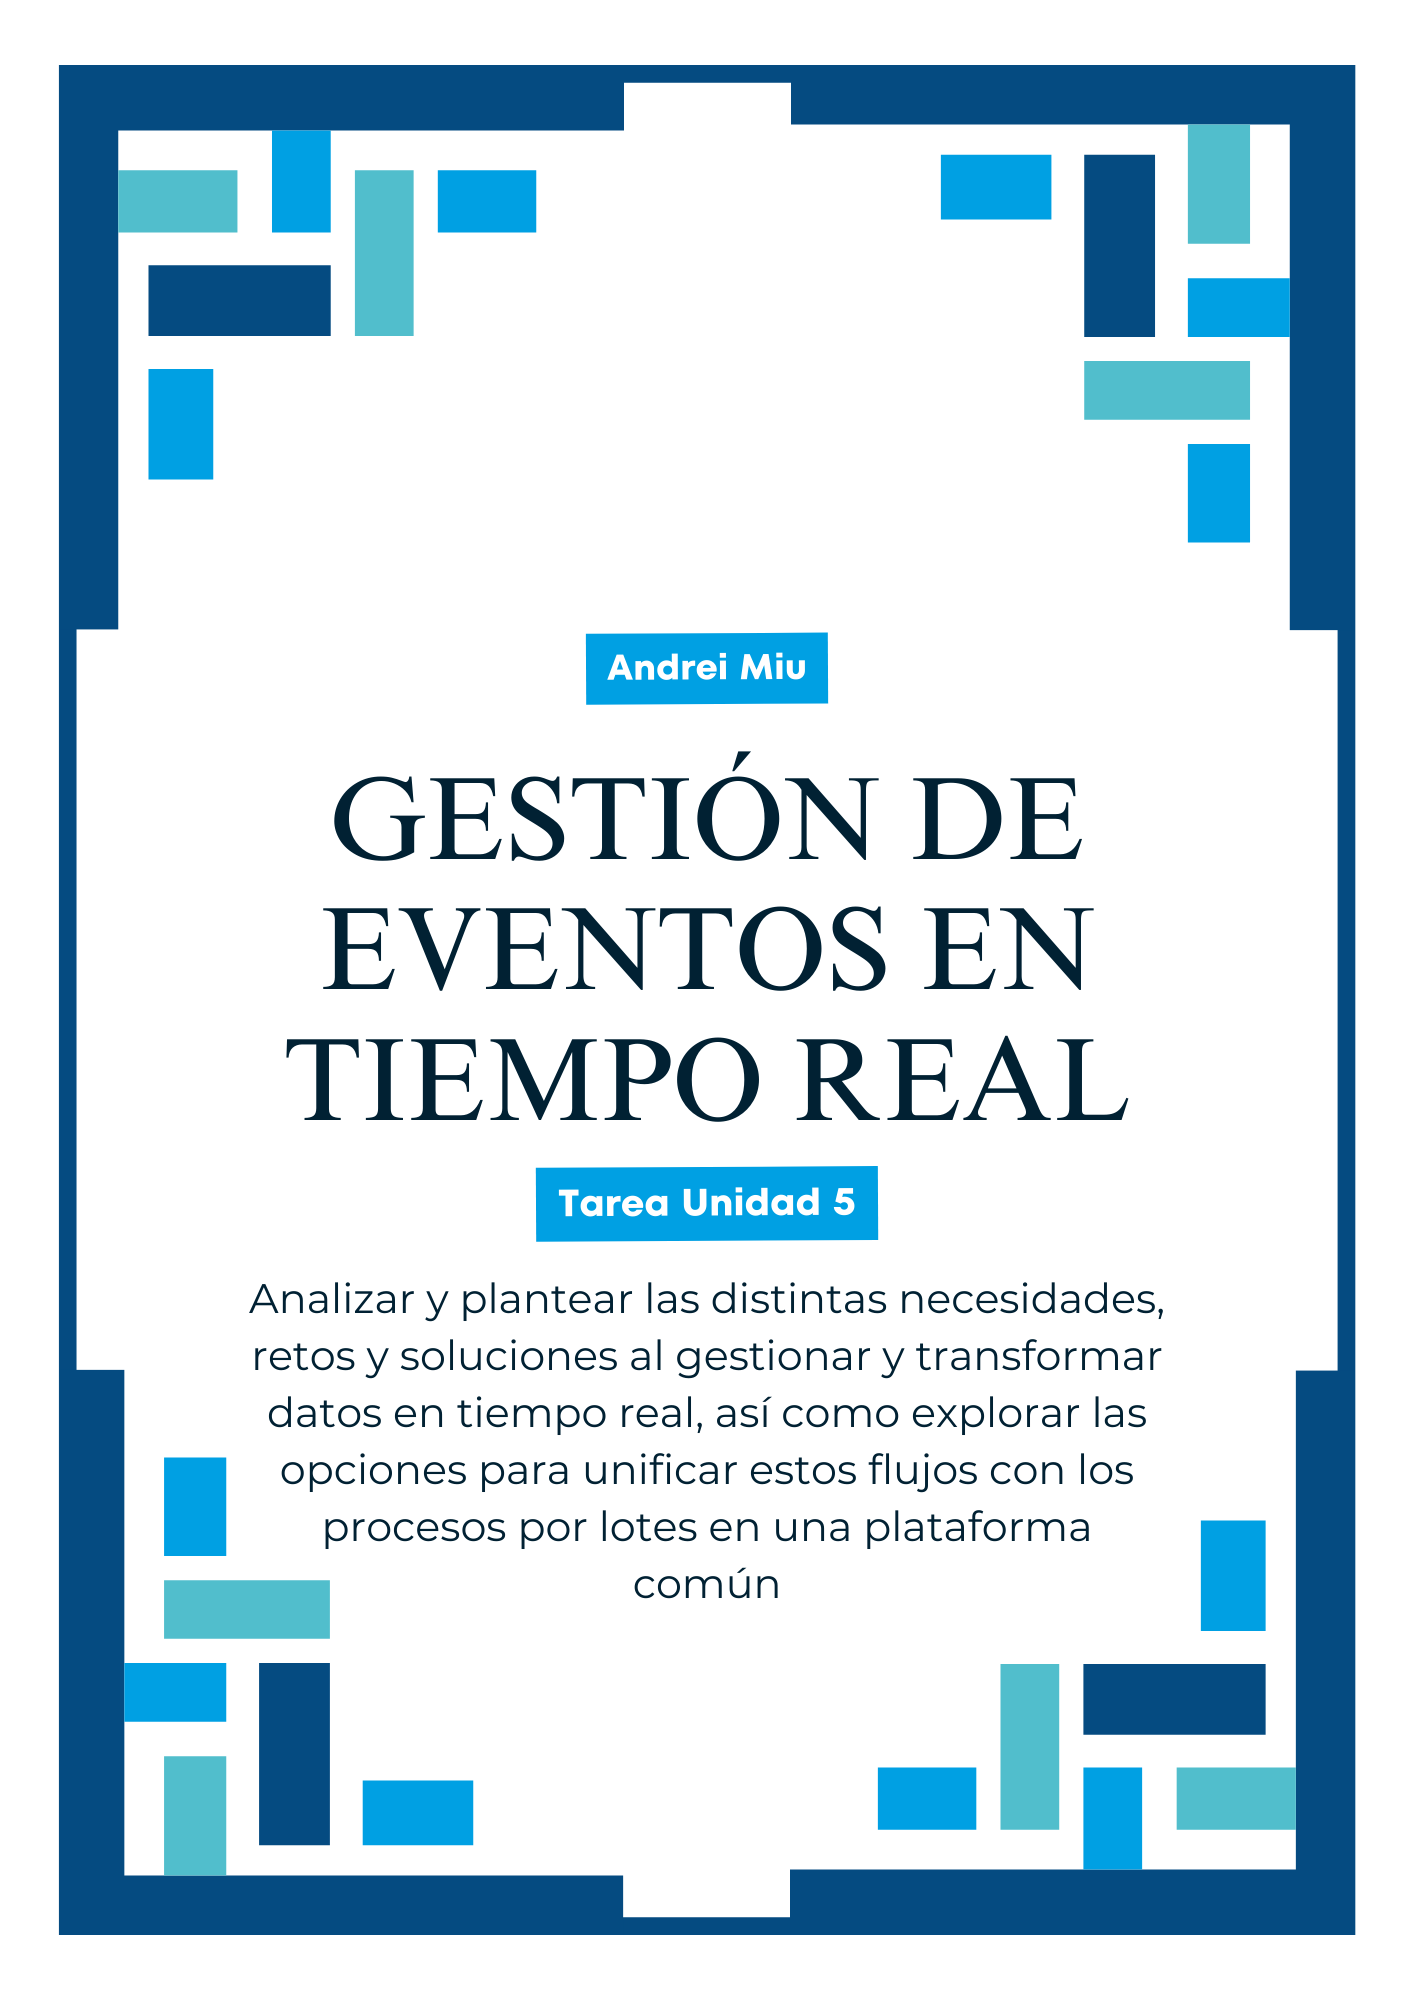 Andrei Miu
GESTIÓN DE
EVENTOS EN
TIEMPO REAL
Tarea Unidad 5
Analizar y plantear las distintas necesidades,
retos y soluciones al gestionar y transformar
datos en tiempo real, así como explorar las
opciones para unificar estos flujos con los
procesos por lotes en una plataforma
común